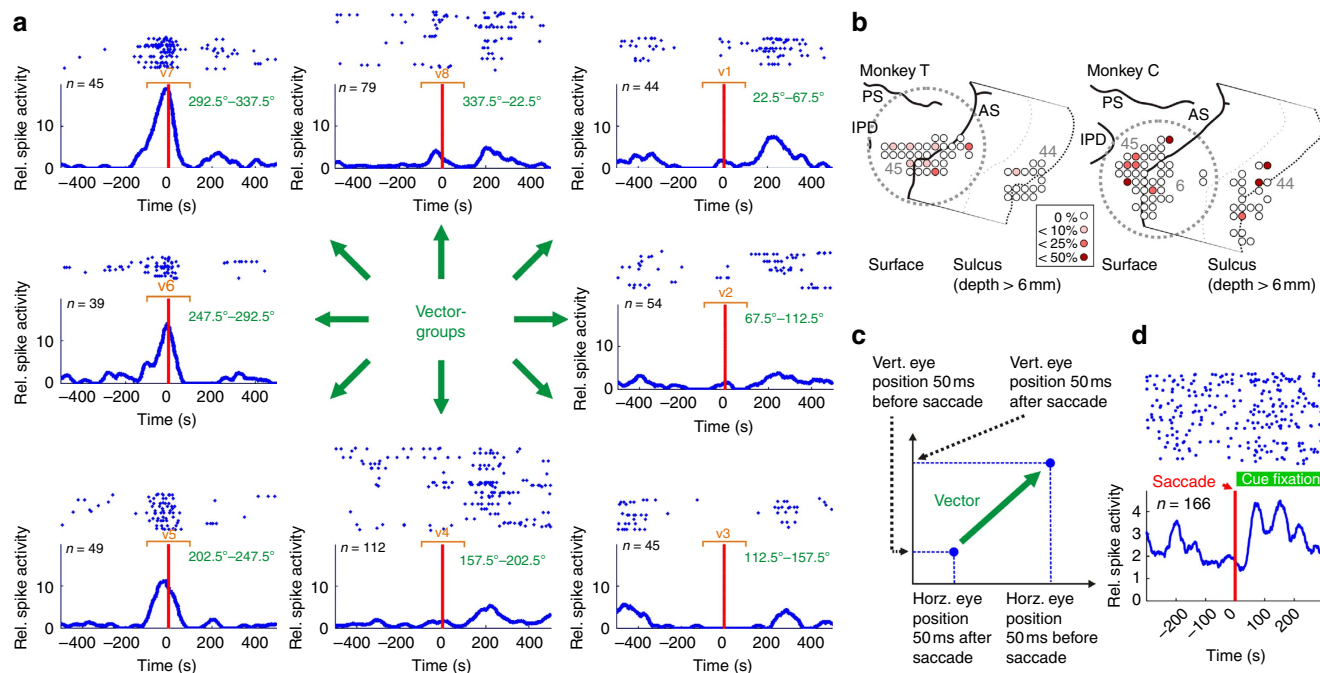 a
Rel. spike activity
n = 45
v7
292.5°–337.5°
20
10
0
−400 −200 0 200 400
Time (s)
n = 79
v8
337.5°–22.5°
10
0
−400 −200 0 200 400
Time (s)
Rel. spike activity
n = 44
v1
22.5°–67.5°
10
0
−400 −200 0 200 400
Time (s)
Rel. spike activity
n = 39
v6
247.5°–292.5°
10
0
−400 −200 0 200 400
Time (s)
Vector-
groups
Rel. spike activity
n = 54
v2
67.5°–112.5°
10
0
−400 −200 0 200 400
Time (s)
Rel. spike activity
n = 49
v5
202.5°–247.5°
20
10
0
−400 −200 0 200 400
Time (s)
Rel. spike activity
n = 112
v4
157.5°–202.5°
10
0
−400 −200 0 200 400
Time (s)
Rel. spike activity
n = 45
v3
112.5°–157.5°
10
0
−400 −200 0 200 400
Time (s)
b
Monkey T
PS
AS
IPD
45
44
Surface
Sulcus
(depth > 6 mm)
0 %
< 10%
< 25%
< 50%
Monkey C
PS
AS
IPD
45
6
44
Surface
Sulcus
(depth > 6 mm)
c
Vert. eye
position 50 ms
before saccade
Vert. eye
position 50 ms
after saccade
Vector
Horz. eye
position
50 ms after
saccade
Horz. eye
position
50 ms before
saccade
d
Saccade
Cue fixation
n = 166
Rel. spike activity
4
3
2
1
0
−200 −100 0 100 200
Time (s)